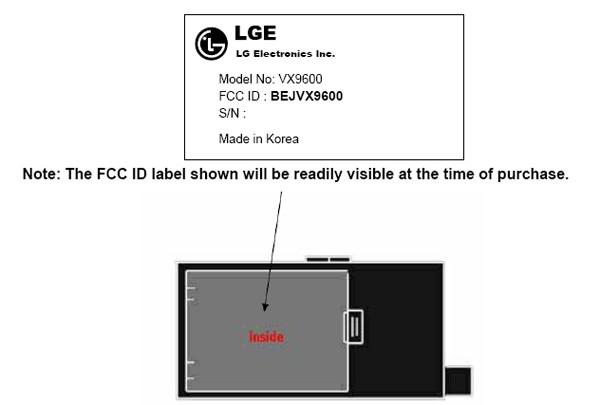 LGE
LG Electronics Inc.
Model No: VX9600
FCC ID : BEJVX9600
S/N :
Made in Korea
Note: The FCC ID label shown will be readily visible at the time of purchase.
Inside